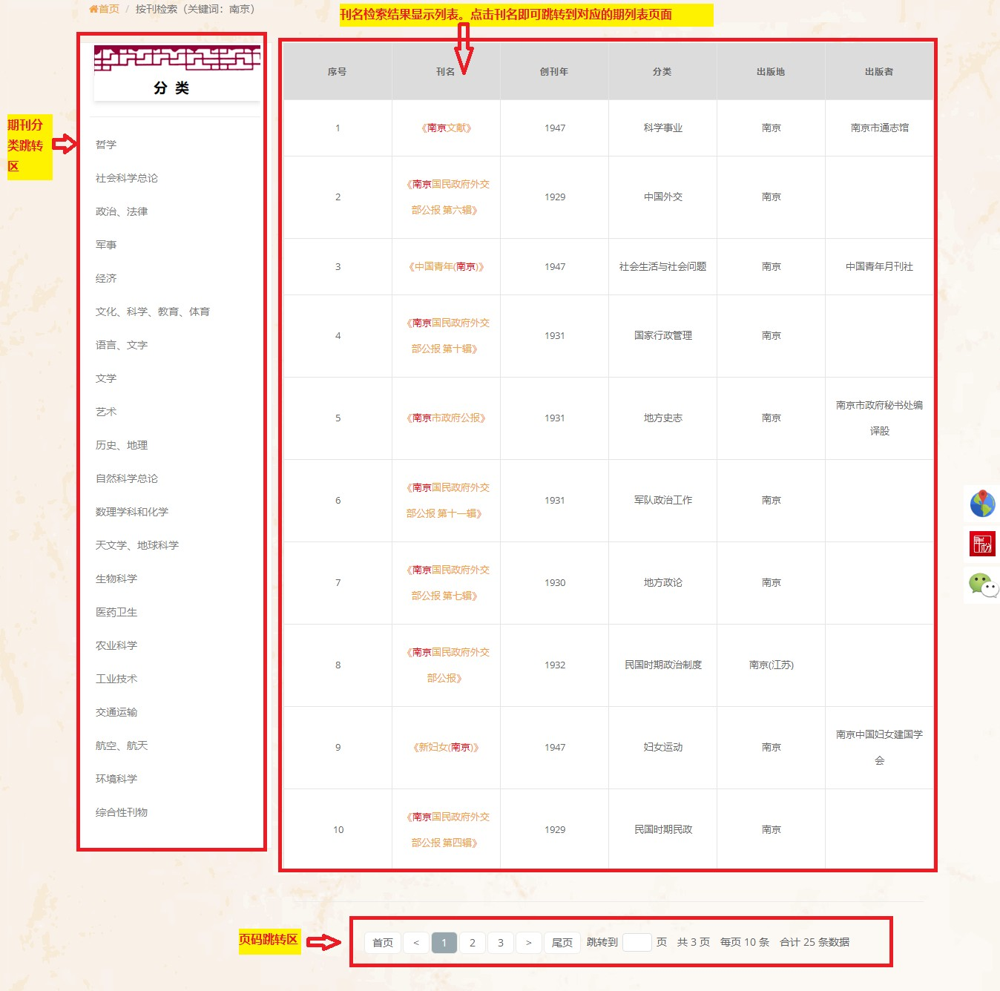 首页 / 按刊检索（关键词：南京）
刊名检索结果显示列表。点击刊名即可跳转到对应的期列表页面
分 类
期刊分
类跳转
区
哲学
社会科学总论
政治、法律
军事
经济
文化、科学、教育、体育
语言、文字
文学
艺术
历史、地理
自然科学总论
数理学科和化学
天文学、地球科学
生物科学
医药卫生
农业科学
工业技术
交通运输
航空、航天
环境科学
综合性刊物
序号 刊名 创刊年 分类 出版地 出版者
1 《南京文献》 1947 科学事业 南京 南京市通志馆
2 《南京国民政府外交
部公报 第六辑》 1929 中国外交 南京
3 《中国青年(南京)》 1947 社会生活与社会问题 南京 中国青年月刊社
4 《南京国民政府外交
部公报 第十辑》 1931 国家行政管理 南京
5 《南京市政府公报》 1931 地方史志 南京 南京市政府秘书处编
译股
6 《南京国民政府外交
部公报 第十一辑》 1931 军队政治工作 南京
7 《南京国民政府外交
部公报 第七辑》 1930 地方政论 南京
8 《南京国民政府外交
部公报》 1932 民国时期政治制度 南京(江苏)
9 《新妇女(南京)》 1947 妇女运动 南京 南京中国妇女建国学
会
10 《南京国民政府外交
部公报 第四辑》 1929 民国时期民政 南京
页码跳转区
首页 < 1 2 3 > 尾页 跳转到 页 共 3 页 每页 10 条 合计 25 条数据